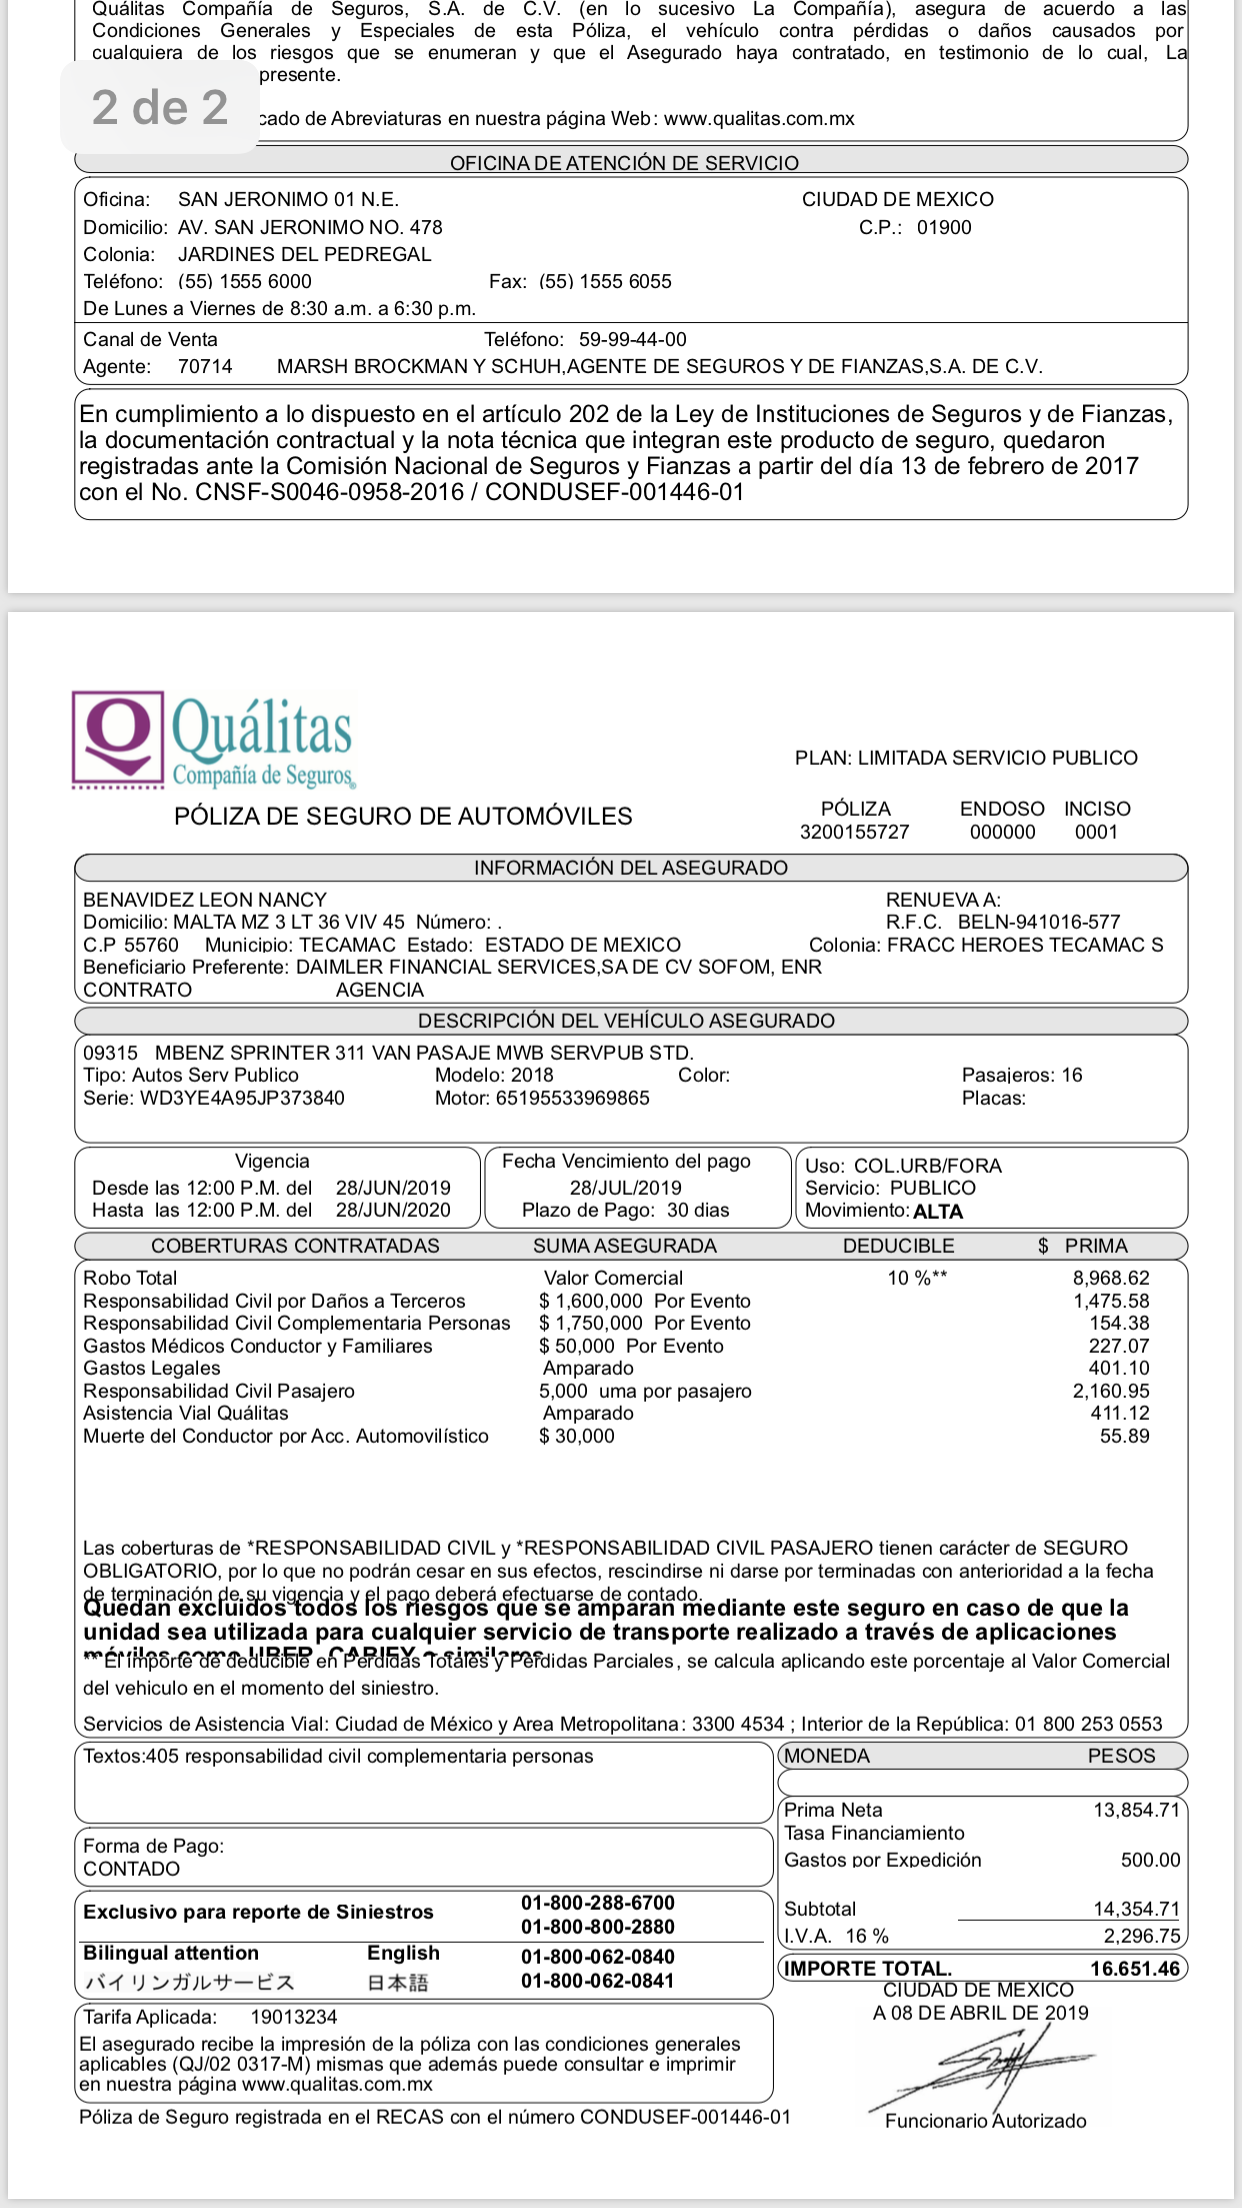 Quálitas Compañía de Seguros, S.A. de C.V. (en lo sucesivo La Compañía), asegura de acuerdo a las
Condiciones Generales y Especiales de esta Póliza, el vehículo contra pérdidas o daños causados por
cualquiera de los riesgos que se enumeran y que el Asegurado haya contratado, en testimonio de lo cual, La
presente.
2 de 2
cado de Abreviaturas en nuestra página Web: www.qualitas.com.mx
OFICINA DE ATENCIÓN DE SERVICIO
Oficina: SAN JERONIMO 01 N.E. CIUDAD DE MEXICO
Domicilio: AV. SAN JERONIMO NO. 478 C.P.: 01900
Colonia: JARDINES DEL PEDREGAL
Teléfono: (55) 1555 6000 Fax: (55) 1555 6055
De Lunes a Viernes de 8:30 a.m. a 6:30 p.m.
Canal de Venta Teléfono: 59-99-44-00
Agente: 70714 MARSH BROCKMAN Y SCHUH,AGENTE DE SEGUROS Y DE FIANZAS,S.A. DE C.V.
En cumplimiento a lo dispuesto en el artículo 202 de la Ley de Instituciones de Seguros y de Fianzas,
la documentación contractual y la nota técnica que integran este producto de seguro, quedaron
registradas ante la Comisión Nacional de Seguros y Fianzas a partir del día 13 de febrero de 2017
con el No. CNSF-S0046-0958-2016 / CONDUSEF-001446-01
Q Quálitas
Compañía de Seguros®
PLAN: LIMITADA SERVICIO PUBLICO
PÓLIZA DE SEGURO DE AUTOMÓVILES
PÓLIZA ENDOSO INCISO
3200155727 000000 0001
INFORMACIÓN DEL ASEGURADO
BENAVIDEZ LEON NANCY RENUEVA A:
Domicilio: MALTA MZ 3 LT 36 VIV 45 Número: . R.F.C. BELN-941016-577
C.P 55760 Municipio: TECAMAC Estado: ESTADO DE MEXICO Colonia: FRACC HEROES TECAMAC S
Beneficiario Preferente: DAIMLER FINANCIAL SERVICES,SA DE CV SOFOM, ENR
CONTRATO AGENCIA
DESCRIPCIÓN DEL VEHÍCULO ASEGURADO
09315 MBENZ SPRINTER 311 VAN PASAJE MWB SERVPUB STD.
Tipo: Autos Serv Publico Modelo: 2018 Color: Pasajeros: 16
Serie: WD3YE4A95JP373840 Motor: 65195533969865 Placas:
Vigencia
Desde las 12:00 P.M. del 28/JUN/2019
Hasta las 12:00 P.M. del 28/JUN/2020
Fecha Vencimiento del pago
28/JUL/2019
Plazo de Pago: 30 dias
Uso: COL.URB/FORA
Servicio: PUBLICO
Movimiento: ALTA
COBERTURAS CONTRATADAS SUMA ASEGURADA DEDUCIBLE $ PRIMA
Robo Total Valor Comercial 10 %** 8,968.62
Responsabilidad Civil por Daños a Terceros $ 1,600,000 Por Evento 1,475.58
Responsabilidad Civil Complementaria Personas $ 1,750,000 Por Evento 154.38
Gastos Médicos Conductor y Familiares $ 50,000 Por Evento 227.07
Gastos Legales Amparado 401.10
Responsabilidad Civil Pasajero 5,000 uma por pasajero 2,160.95
Asistencia Vial Quálitas Amparado 411.12
Muerte del Conductor por Acc. Automovilístico $ 30,000 55.89
Las coberturas de *RESPONSABILIDAD CIVIL y *RESPONSABILIDAD CIVIL PASAJERO tienen carácter de SEGURO
OBLIGATORIO, por lo que no podrán cesar en sus efectos, rescindirse ni darse por terminadas con anterioridad a la fecha
de terminación de su vigencia y el pago deberá efectuarse de contado.
Quedan excluidos todos los riesgos que se amparan mediante este seguro en caso de que la
unidad sea utilizada para cualquier servicio de transporte realizado a través de aplicaciones
móviles como UBER, CABIFY o similares
** El importe de deducible en Pérdidas Totales y Pérdidas Parciales, se calcula aplicando este porcentaje al Valor Comercial
del vehiculo en el momento del siniestro.
Servicios de Asistencia Vial: Ciudad de México y Area Metropolitana: 3300 4534 ; Interior de la República: 01 800 253 0553
Textos:405 responsabilidad civil complementaria personas
Forma de Pago:
CONTADO
Exclusivo para reporte de Siniestros 01-800-288-6700
01-800-800-2880
Bilingual attention English 01-800-062-0840
バイリンガルサービス 日本語 01-800-062-0841
Tarifa Aplicada: 19013234
El asegurado recibe la impresión de la póliza con las condiciones generales
aplicables (QJ/02 0317-M) mismas que además puede consultar e imprimir
en nuestra página www.qualitas.com.mx
Póliza de Seguro registrada en el RECAS con el número CONDUSEF-001446-01
MONEDA PESOS
Prima Neta 13,854.71
Tasa Financiamiento
Gastos por Expedición 500.00
Subtotal 14,354.71
I.V.A. 16 % 2,296.75
IMPORTE TOTAL. 16.651.46
CIUDAD DE MEXICO
A 08 DE ABRIL DE 2019
Funcionario Autorizado